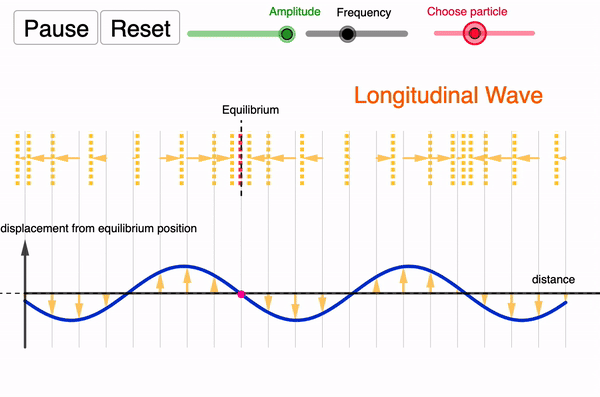 Pause
Reset
Amplitude
Frequency
Choose particle
Longitudinal Wave
Equilibrium
displacement from equilibrium position
distance